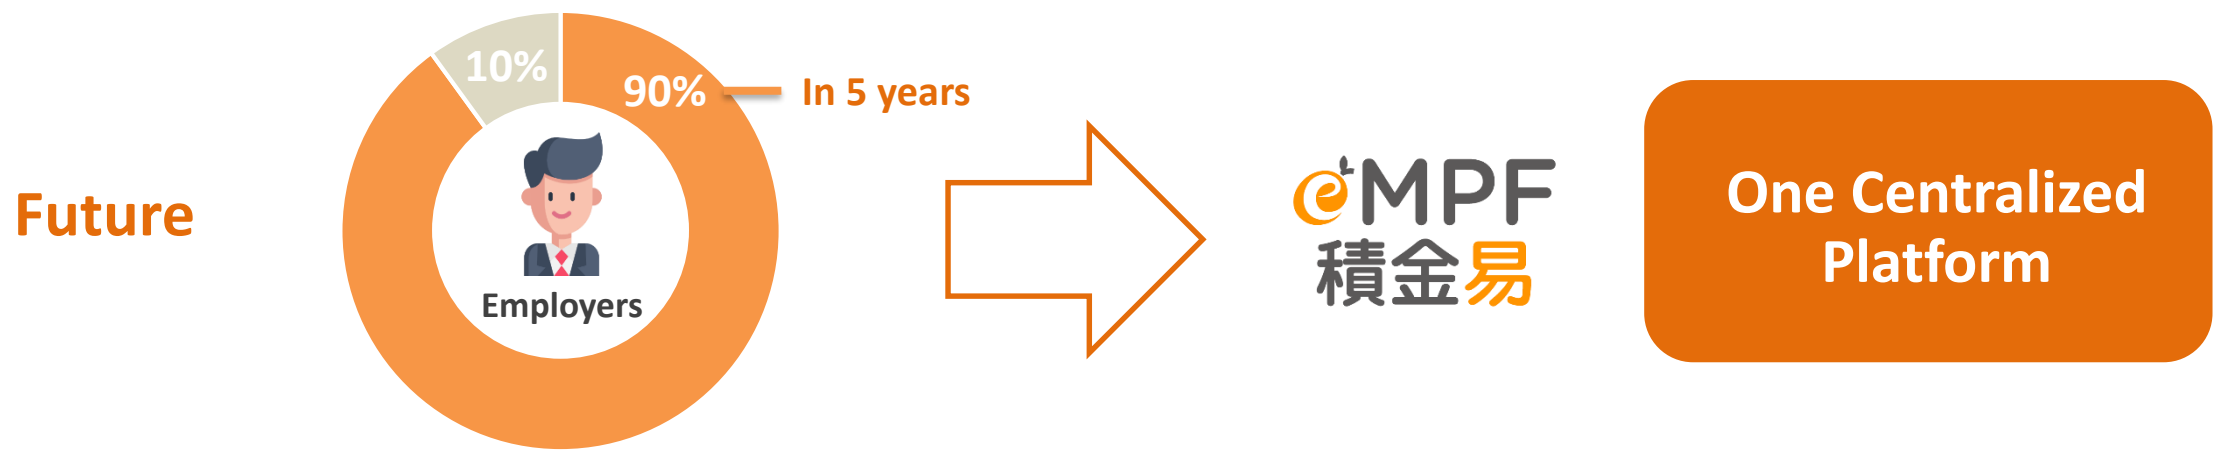 Future
10%
90%
In 5 years
Employers
eMPF
積金易
One Centralized
Platform